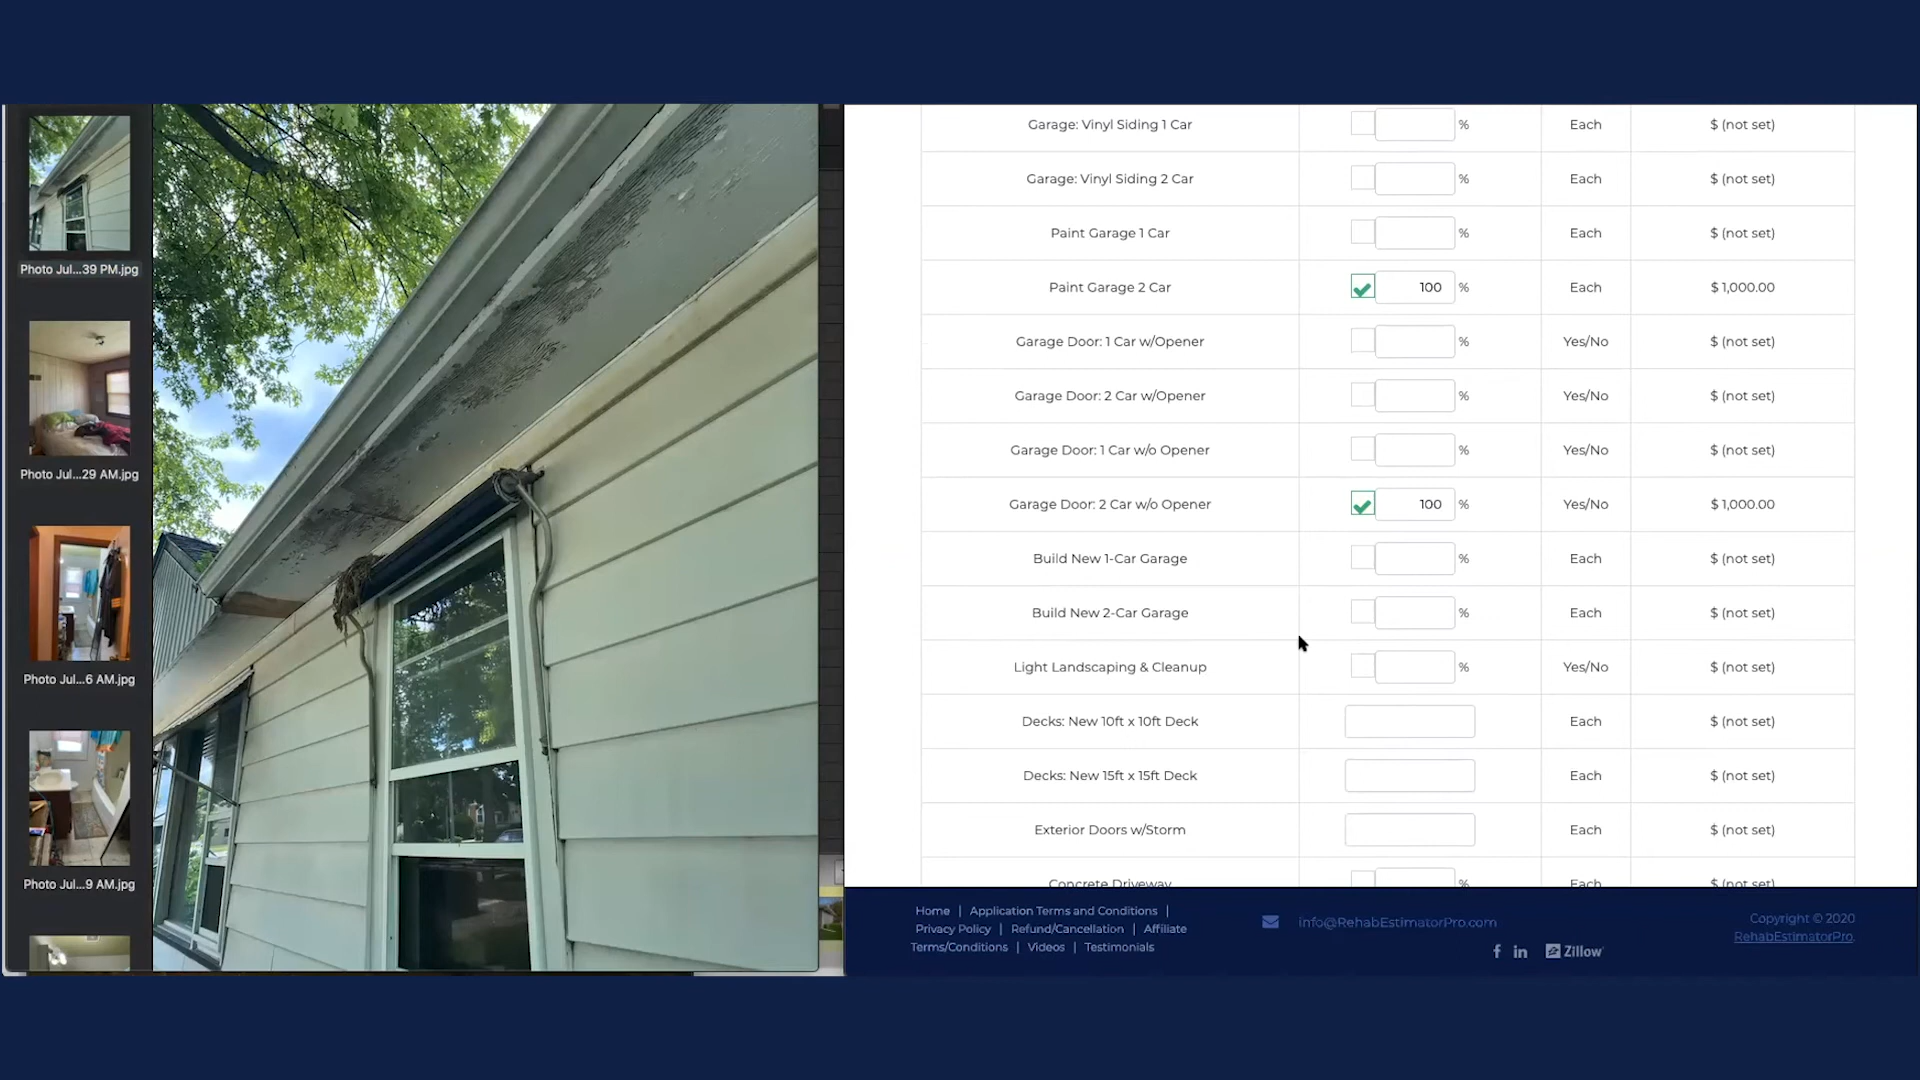 Photo Jul...39 PM.jpg
Photo Jul...29 AM.jpg
Photo Jul...6 AM.jpg
Photo Jul...9 AM.jpg
Garage: Vinyl Siding 1 Car % Each $ (not set)
Garage: Vinyl Siding 2 Car % Each $ (not set)
Paint Garage 1 Car % Each $ (not set)
Paint Garage 2 Car 100 % Each $ 1,000.00
Garage Door: 1 Car w/Opener % Yes/No $ (not set)
Garage Door: 2 Car w/Opener % Yes/No $ (not set)
Garage Door: 1 Car w/o Opener % Yes/No $ (not set)
Garage Door: 2 Car w/o Opener 100 % Yes/No $ 1,000.00
Build New 1-Car Garage % Each $ (not set)
Build New 2-Car Garage % Each $ (not set)
Light Landscaping & Cleanup % Yes/No $ (not set)
Decks: New 10ft x 10ft Deck Each $ (not set)
Decks: New 15ft x 15ft Deck Each $ (not set)
Exterior Doors w/Storm Each $ (not set)
Concrete Driveway % Each $ (not set)
Home | Application Terms and Conditions |
Privacy Policy | Refund/Cancellation | Affiliate
Terms/Conditions | Videos | Testimonials
info@RehabEstimatorPro.com
Zillow
Copyright © 2020
RehabEstimatorPro.